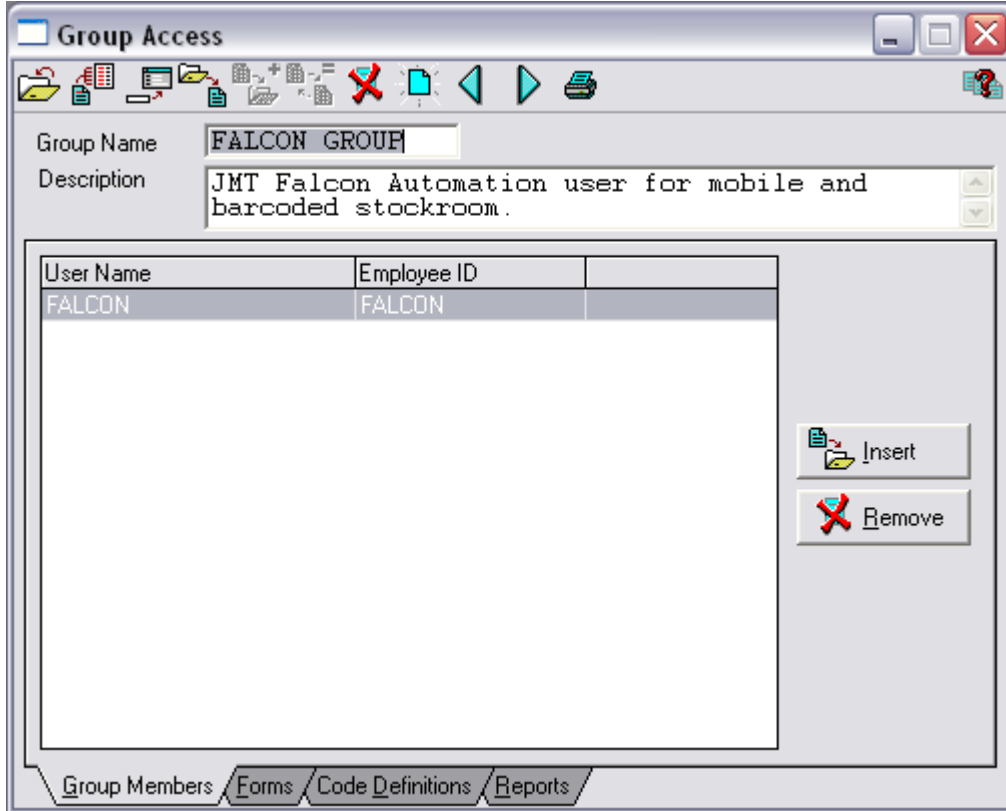 Group Access
Group Name FALCON GROUP
Description JMT Falcon Automation user for mobile and
barcoded stockroom.
User Name Employee ID
FALCON FALCON
Insert
Remove
Group Members Forms Code Definitions Reports